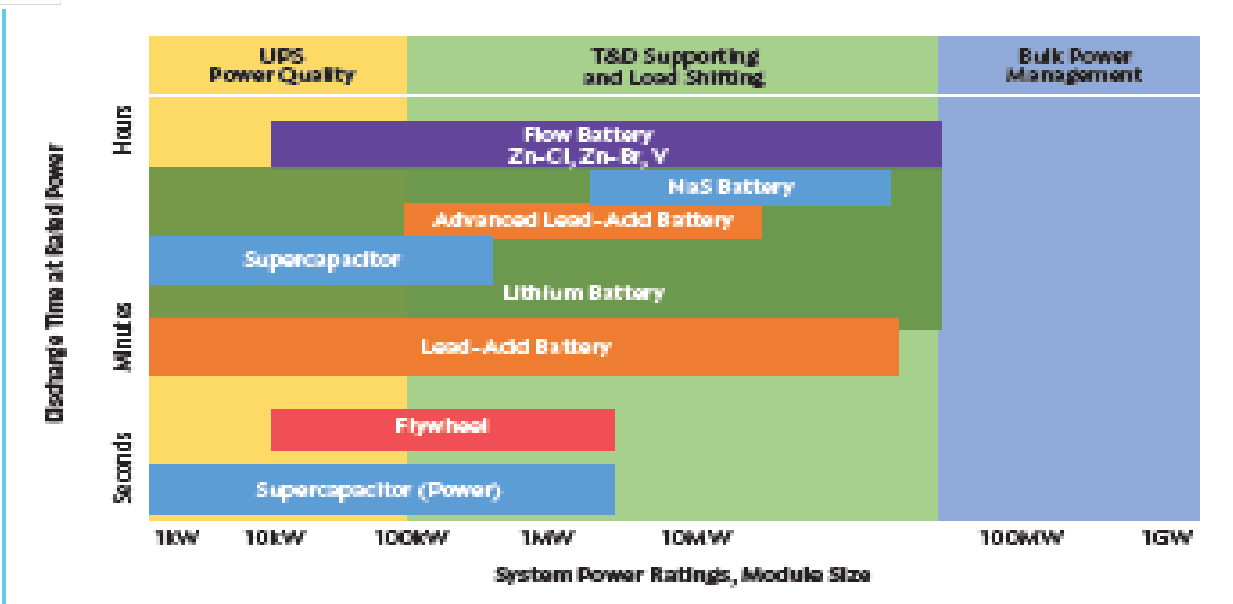 UPS
Power Quality
T&D Supporting
and Load Shifting
Bulk Power
Management
Discharge Time at Rated Power
Hours
Minutes
Seconds
Flow Battery
Zn-Cl, Zn-Br, V
NaS Battery
Advanced Lead-Acid Battery
Supercapacitor
Lithium Battery
Lead-Acid Battery
Flywheel
Supercapacitor (Power)
1kW 10kW 100kW 1MW 10MW 100MW 1GW
System Power Ratings, Module Size